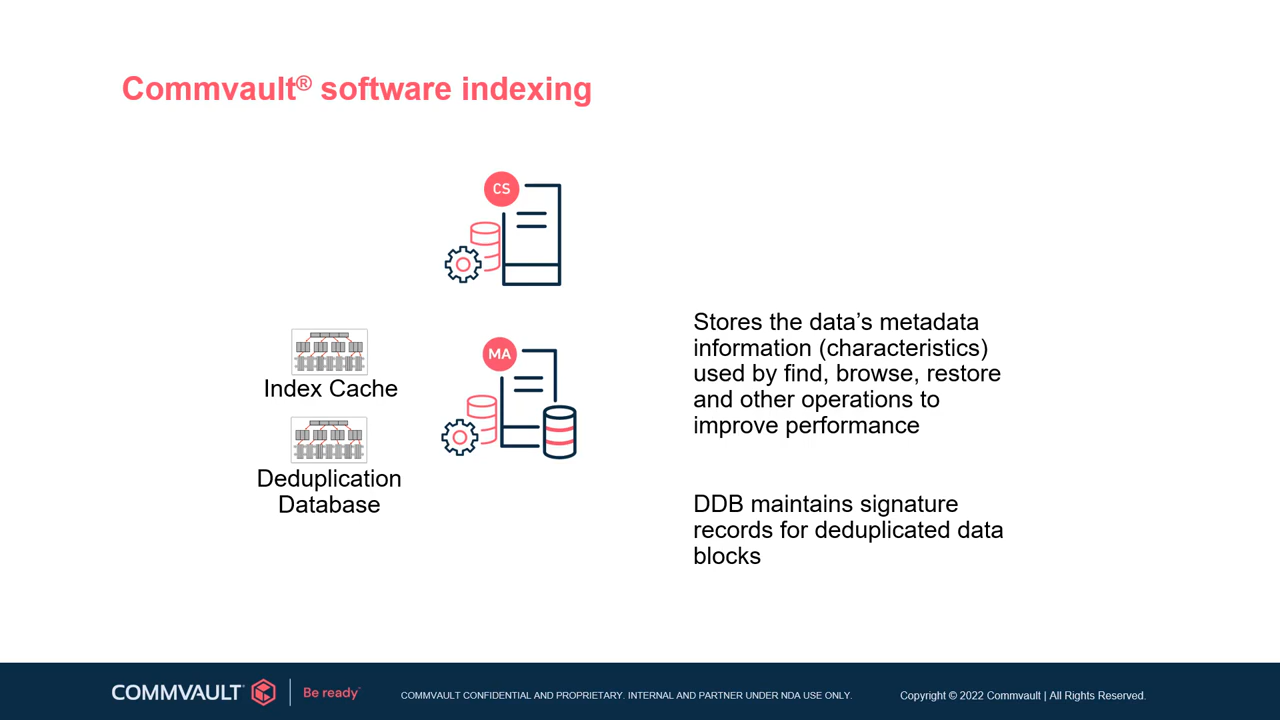 Commvault® software indexing
CS
MA
Index Cache
Deduplication
Database
Stores the data’s metadata
information (characteristics)
used by find, browse, restore
and other operations to
improve performance
DDB maintains signature
records for deduplicated data
blocks
COMMVAULT
Be ready
COMMVAULT CONFIDENTIAL AND PROPRIETARY. INTERNAL AND PARTNER UNDER NDA USE ONLY.
Copyright © 2022 Commvault | All Rights Reserved.